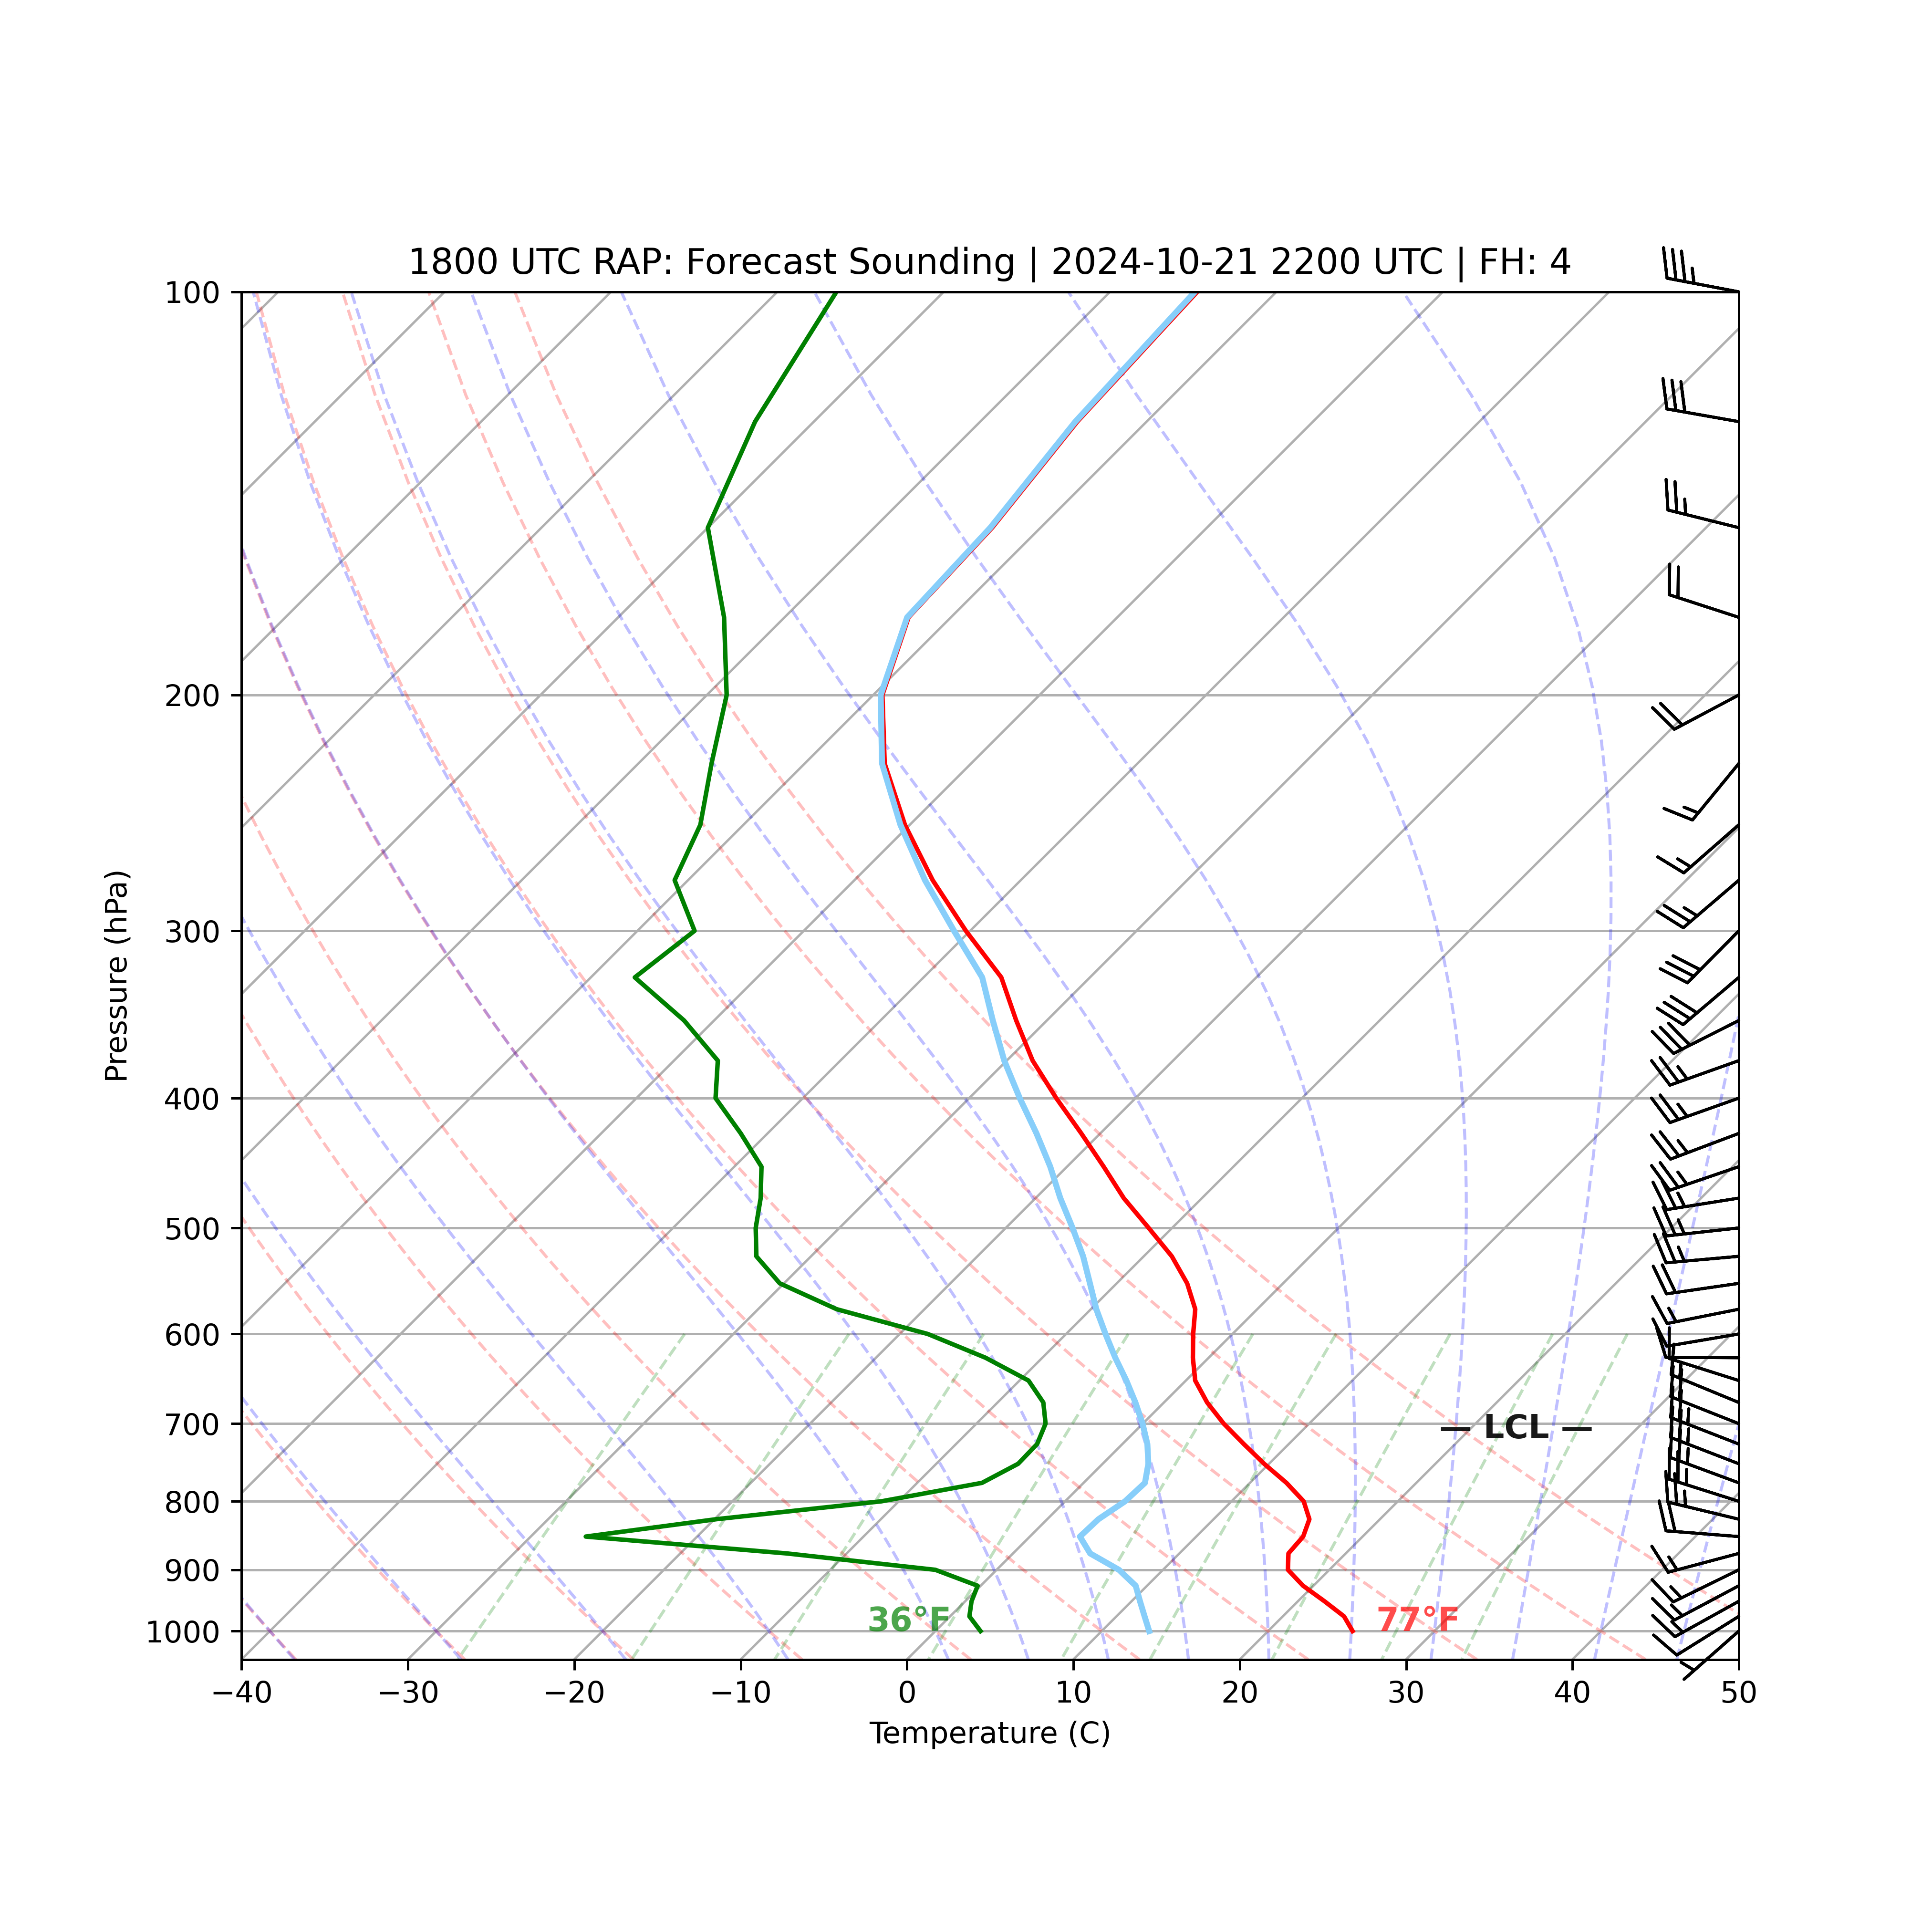 1800 UTC RAP: Forecast Sounding | 2024-10-21 2200 UTC | FH: 4
100
200
300
400
500
600
700
800
900
1000
Pressure (hPa)
— LCL —
36°F
77°F
−40 −30 −20 −10 0 10 20 30 40 50
Temperature (C)